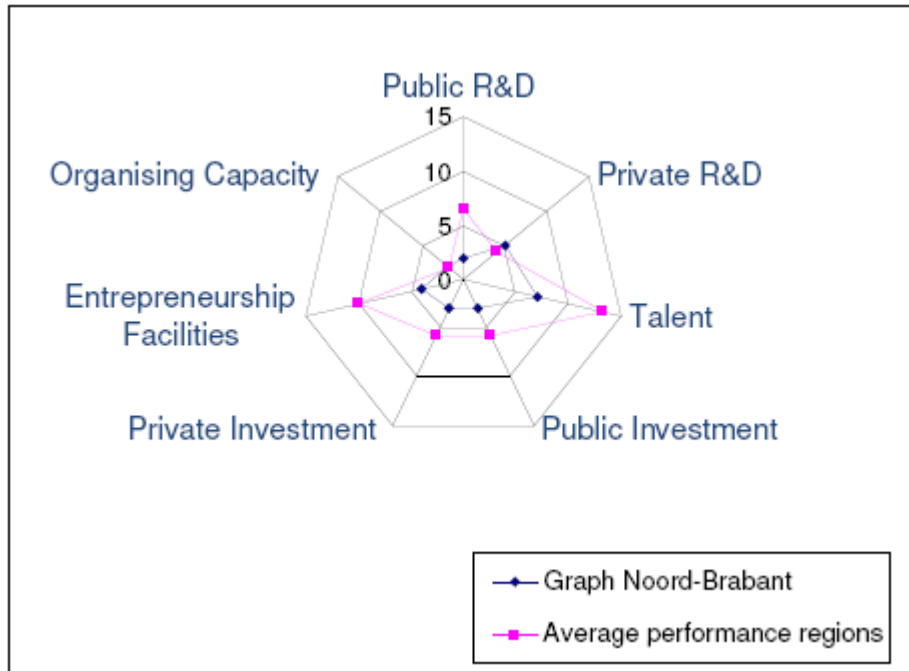 Public R&D
15
Organising Capacity
10
Private R&D
5
0
Entrepreneurship
Facilities
Talent
Private Investment
Public Investment
Graph Noord-Brabant
Average performance regions